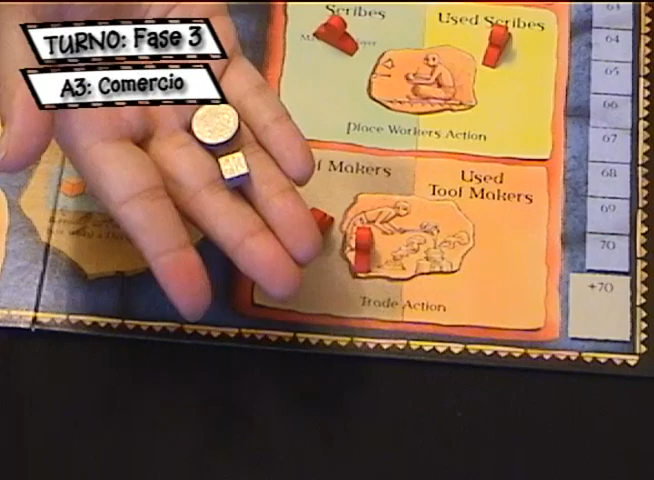 TURNO: Fase 3
A3: Comercio
Scribes
Used Scribes
Place Workers Action
Makers
Used
Tool Makers
Trade Action
63
64
65
66
67
68
69
70
+70